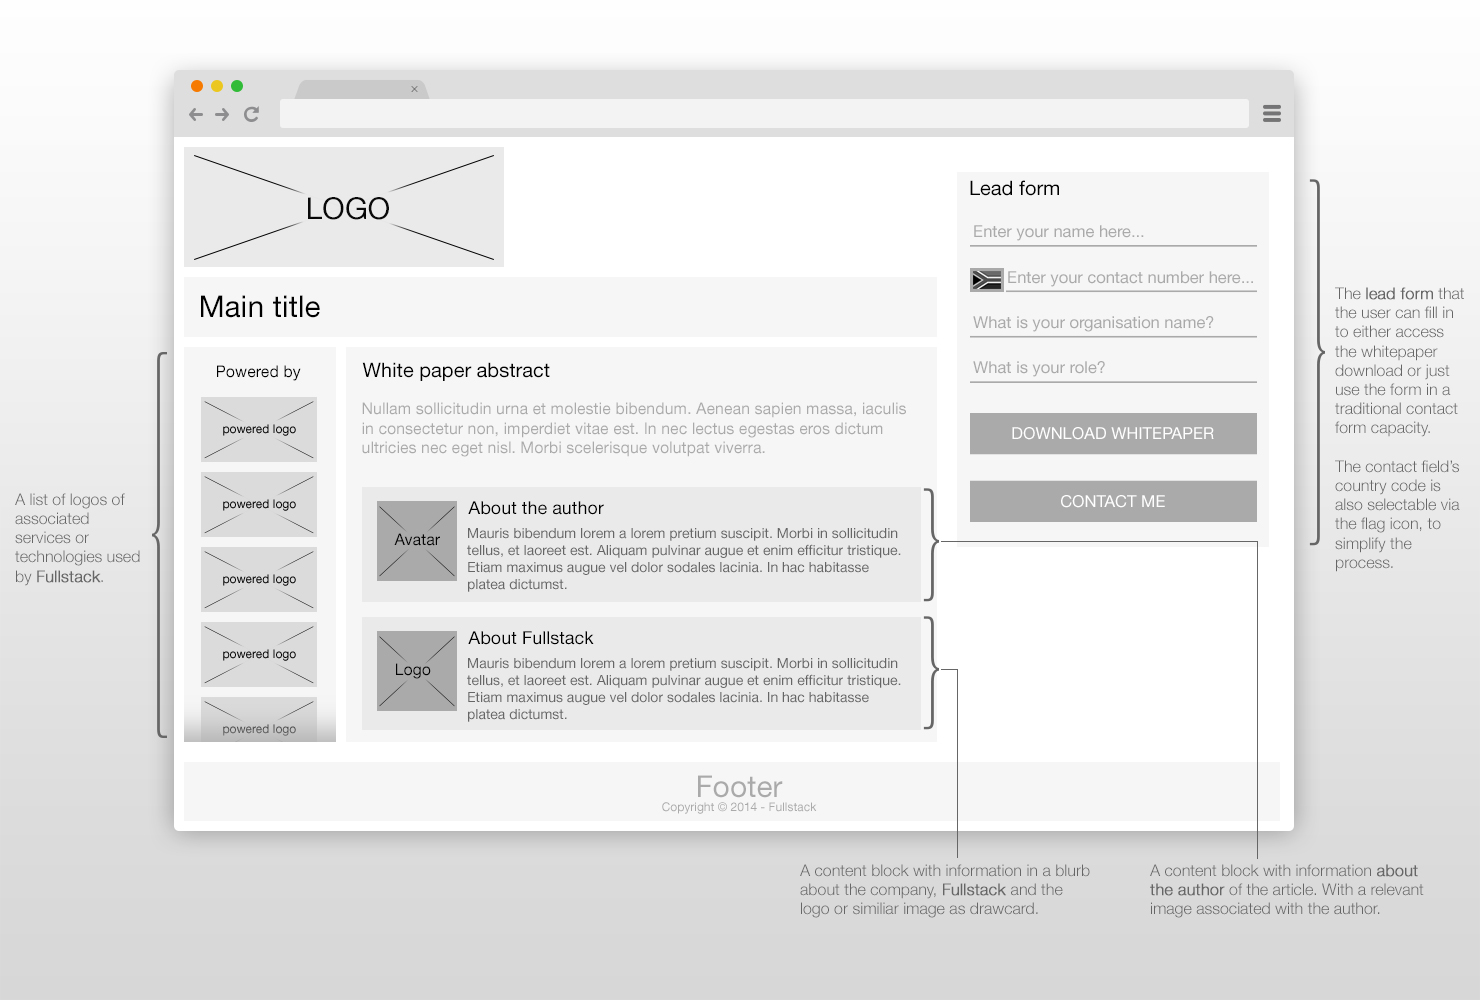 ×
LOGO
Main title
Powered by
powered logo
powered logo
powered logo
powered logo
powered logo
White paper abstract
Nullam sollicitudin urna et molestie bibendum. Aenean sapien massa, iaculis
in consectetur non, imperdiet vitae est. In nec lectus egestas eros dictum
ultricies nec eget nisl. Morbi scelerisque volutpat viverra.
Avatar
About the author
Mauris bibendum lorem a lorem pretium suscipit. Morbi in sollicitudin
tellus, et laoreet est. Aliquam pulvinar augue et enim efficitur tristique.
Etiam maximus augue vel dolor sodales lacinia. In hac habitasse
platea dictumst.
Logo
About Fullstack
Mauris bibendum lorem a lorem pretium suscipit. Morbi in sollicitudin
tellus, et laoreet est. Aliquam pulvinar augue et enim efficitur tristique.
Etiam maximus augue vel dolor sodales lacinia. In hac habitasse
platea dictumst.
Lead form
Enter your name here...
Enter your contact number here...
What is your organisation name?
What is your role?
DOWNLOAD WHITEPAPER
CONTACT ME
Footer
Copyright © 2014 - Fullstack
A list of logos of
associated
services or
technologies used
by Fullstack.
The lead form that
the user can fill in
to either access
the whitepaper
download or just
use the form in a
traditional contact
form capacity.
The contact field's
country code is
also selectable via
the flag icon, to
simplify the
process.
A content block with information in a blurb
about the company, Fullstack and the
logo or similiar image as drawcard.
A content block with information about
the author of the article. With a relevant
image associated with the author.